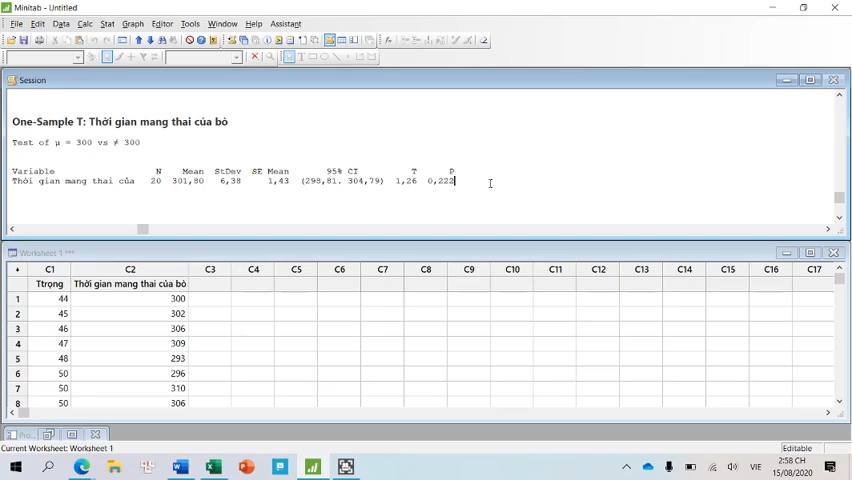 Minitab - Untitled
File Edit Data Calc Stat Graph Editor Tools Window Help Assistant
Session
One-Sample T: Thời gian mang thai của bò
Test of μ = 300 vs ≠ 300
Variable N Mean StDev SE Mean 95% CI T P
Thời gian mang thai của 20 301,80 6,38 1,43 (298,81. 304,79) 1,26 0,222
Worksheet 1 ***
C1 C2 C3 C4 C5 C6 C7 C8 C9 C10 C11 C12 C13 C14 C15 C16 C17
Ttrọng Thời gian mang thai của bò
1 44 300
2 45 302
3 46 306
4 47 309
5 48 293
6 50 296
7 50 310
8 50 306
Pro...
Current Worksheet: Worksheet 1 Editable
VIE 2:58 CH
15/08/2020